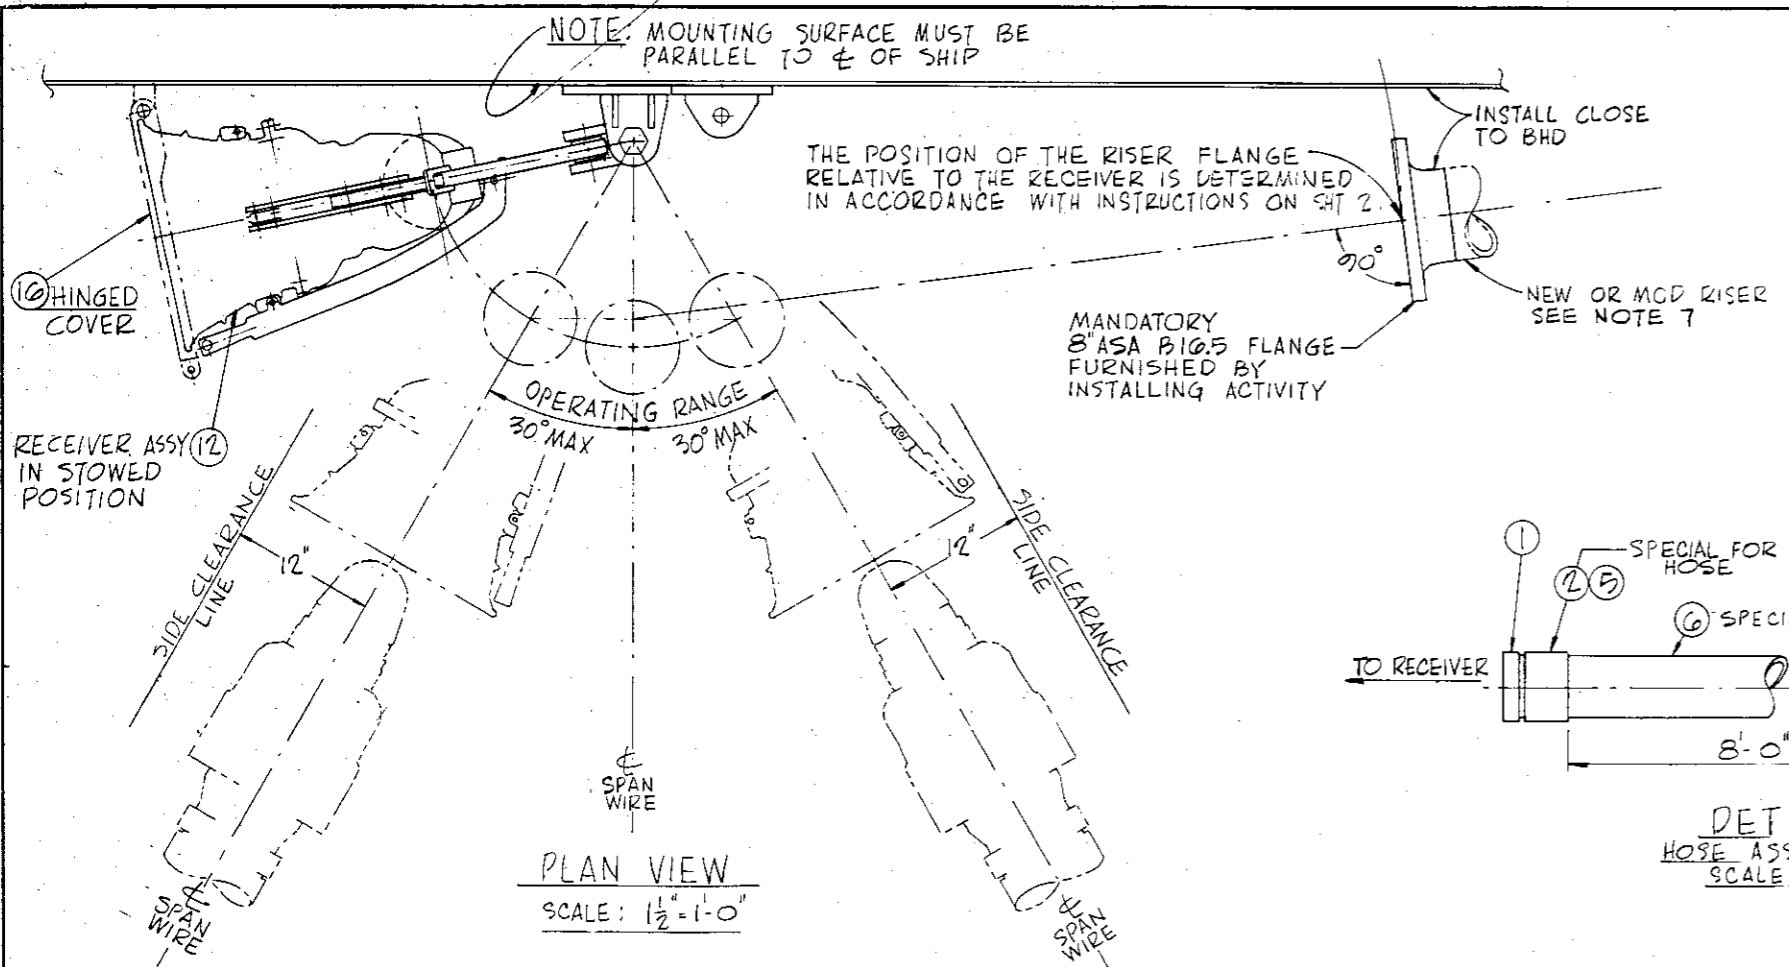 NOTE: MOUNTING SURFACE MUST BE
PARALLEL TO ℄ OF SHIP
INSTALL CLOSE
TO BHD
THE POSITION OF THE RISER FLANGE
RELATIVE TO THE RECEIVER IS DETERMINED
IN ACCORDANCE WITH INSTRUCTIONS ON SHT 2.
90°
16 HINGED
COVER
NEW OR MOD RISER
SEE NOTE 7
MANDATORY
8" ASA B16.5 FLANGE
FURNISHED BY
INSTALLING ACTIVITY
OPERATING RANGE
30° MAX
30° MAX
RECEIVER ASSY 12
IN STOWED
POSITION
SIDE CLEARANCE
LINE
12"
12"
SIDE CLEARANCE
LINE
1
SPECIAL FOR
HOSE
2 5
6 SPECI
TO RECEIVER
8'-0"
℄
SPAN
WIRE
DET
HOSE ASS
SCALE
PLAN VIEW
SCALE: 1½"=1'-0"
℄
SPAN
WIRE
℄
SPAN
WIRE